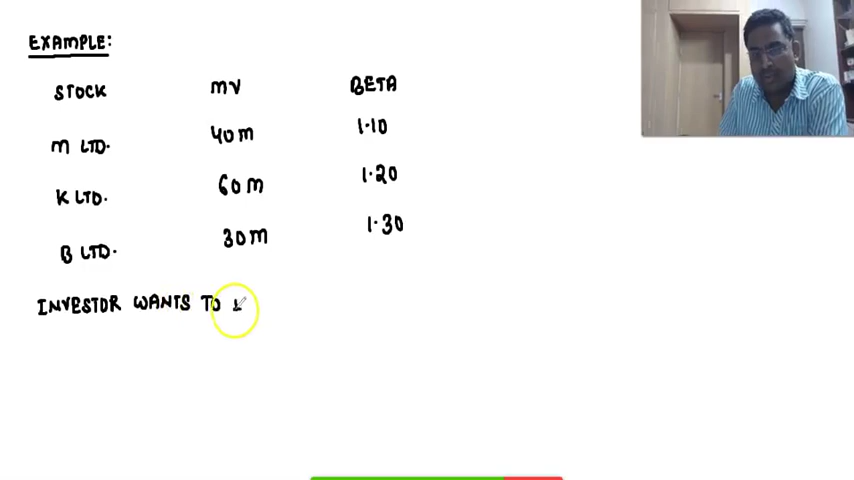 EXAMPLE:
STOCK MV BETA
M LTD. 40M 1.10
K LTD. 60M 1.20
B LTD. 30M 1.30
INVESTOR WANTS TO